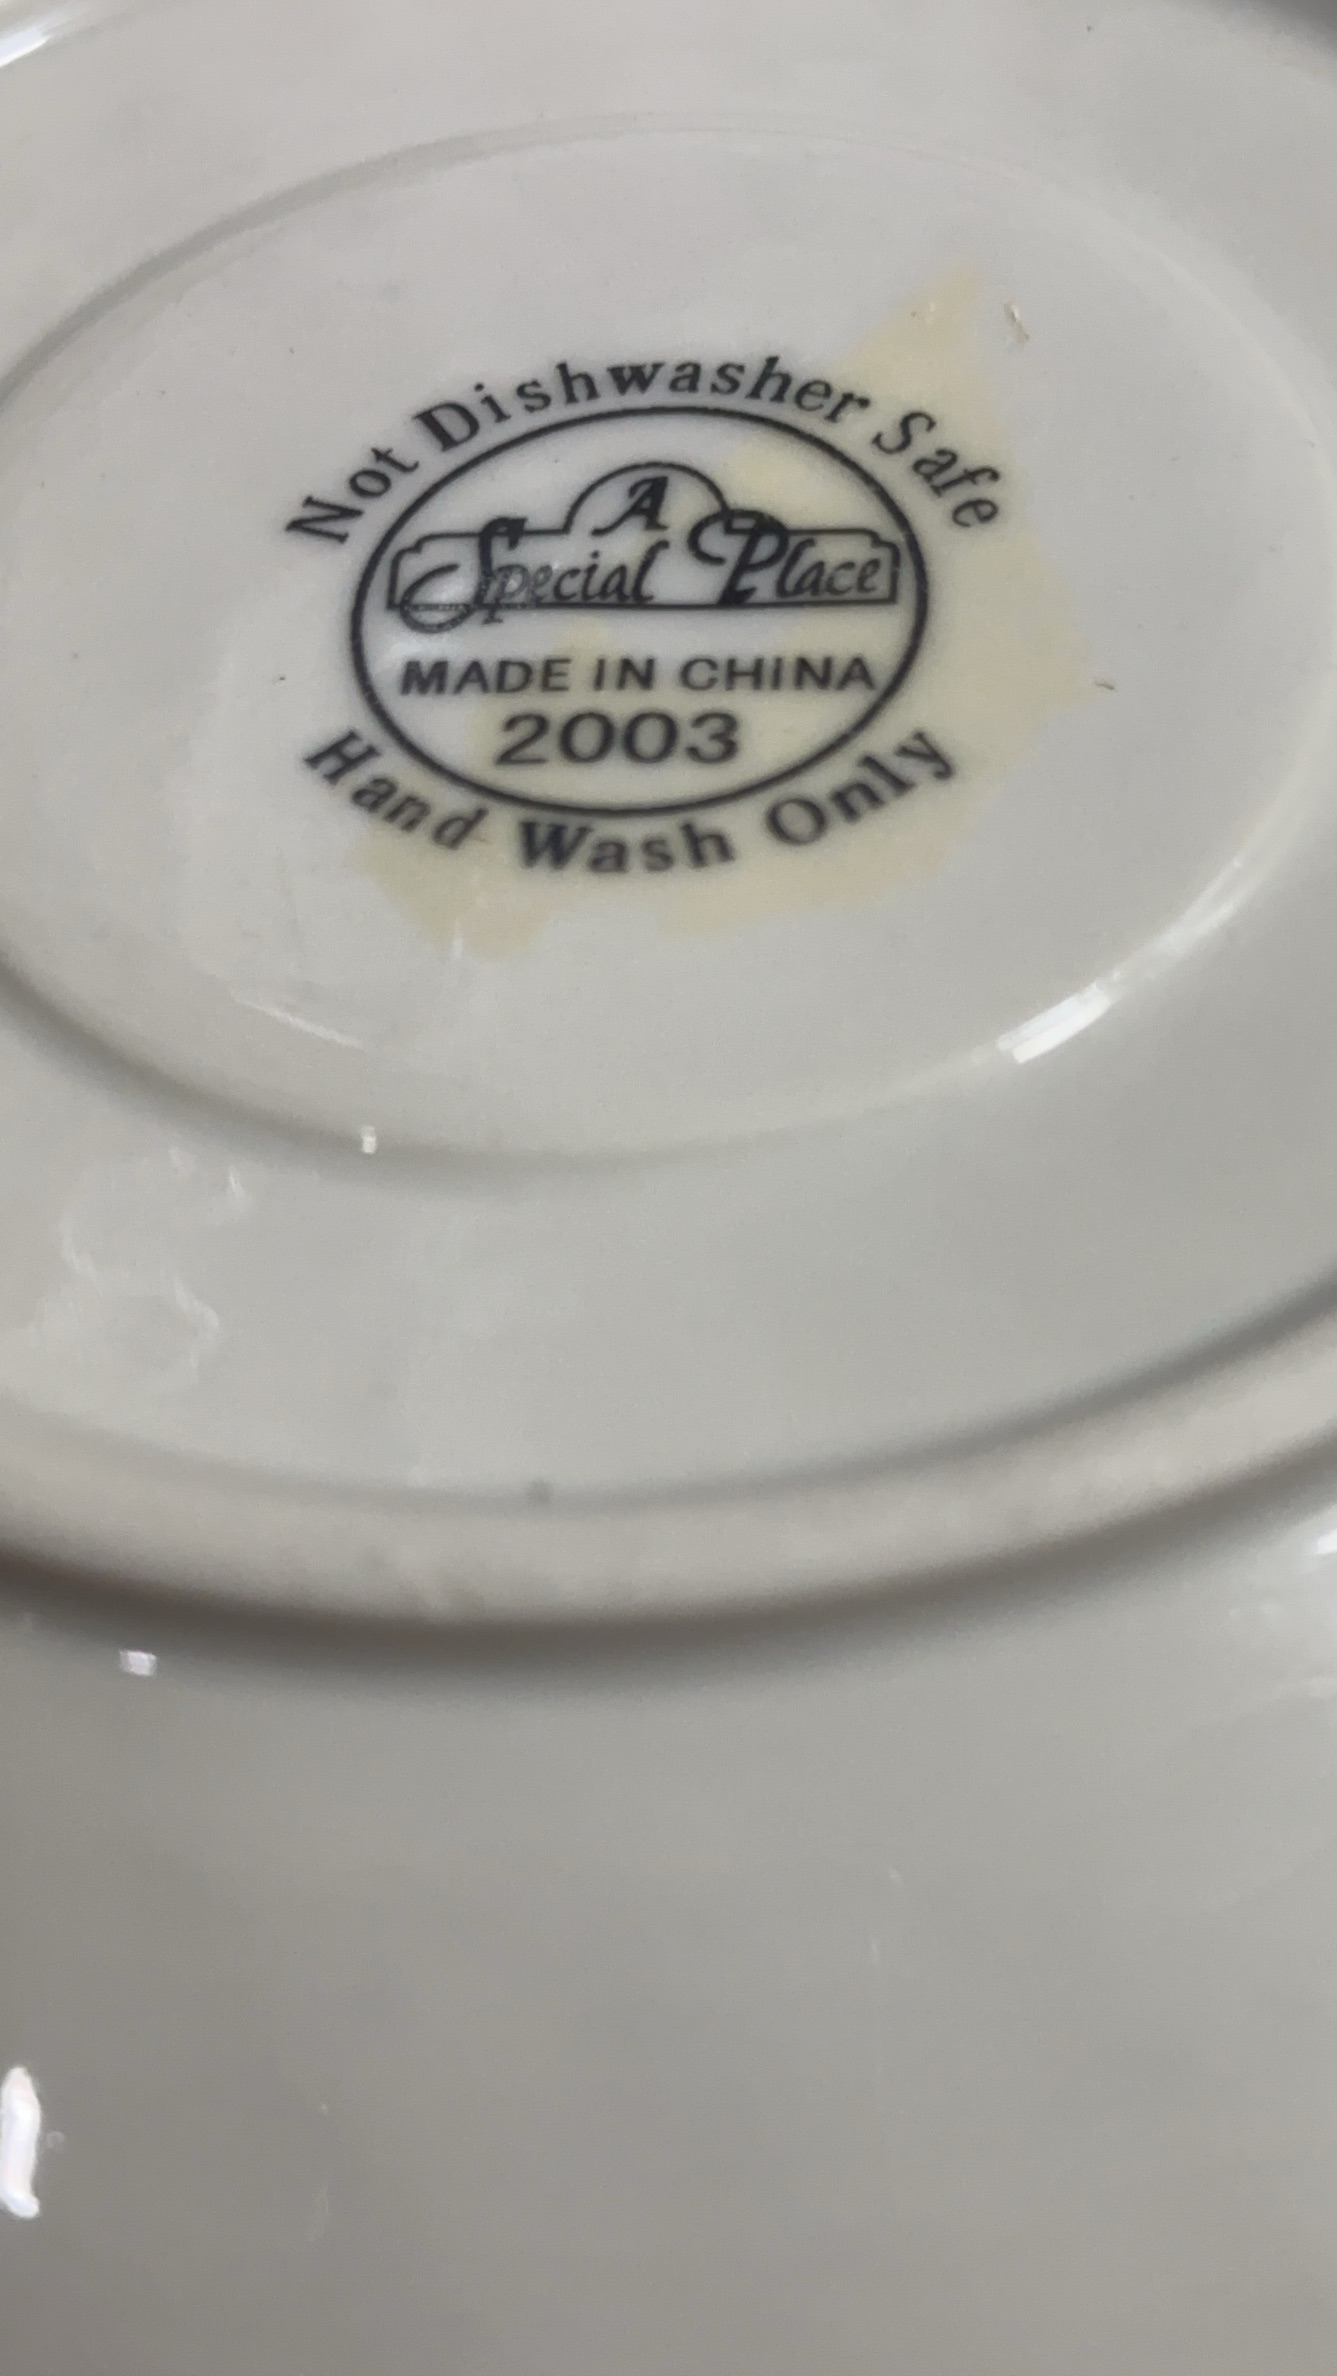 Not Dishwasher Safe
A
Special Place
MADE IN CHINA
2003
Hand Wash Only